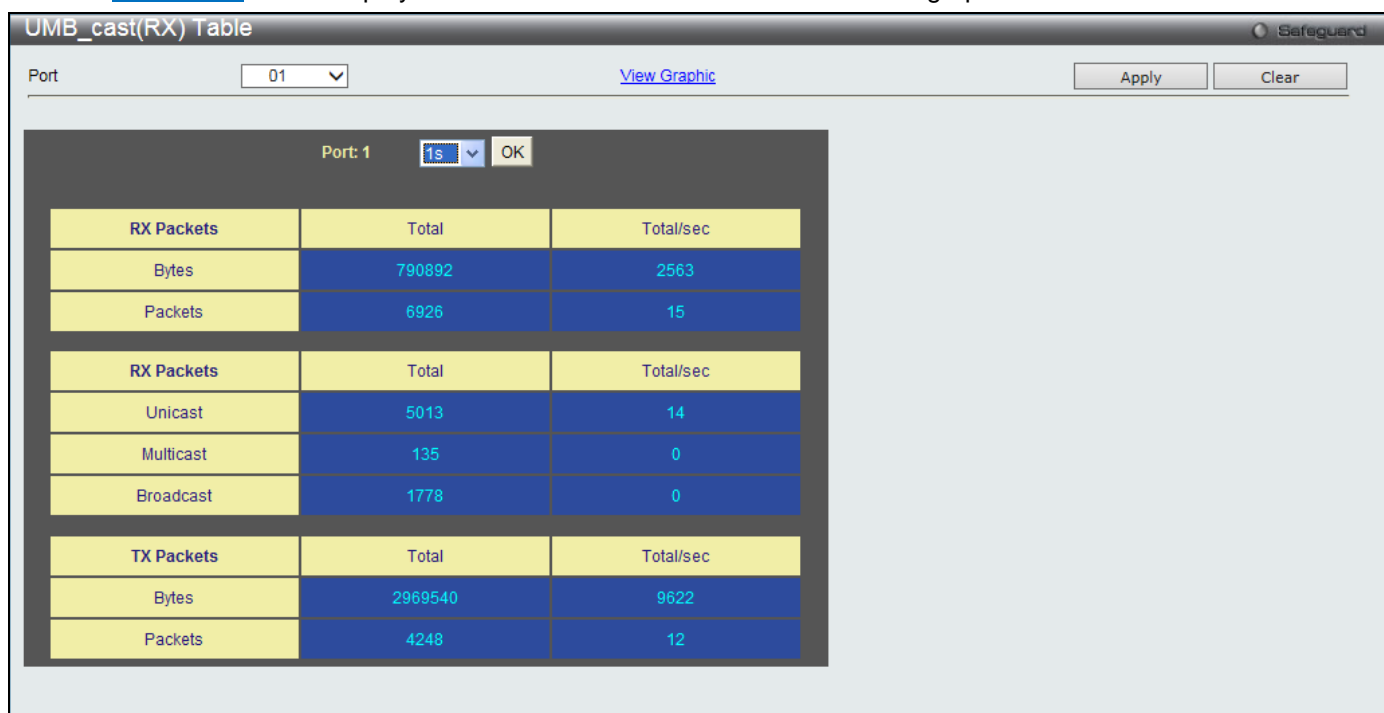 UMB_cast(RX) Table Safeguard
Port 01 View Graphic Apply Clear
Port: 1 1s OK
RX Packets Total Total/sec
Bytes 790892 2563
Packets 6926 15
RX Packets Total Total/sec
Unicast 5013 14
Multicast 135 0
Broadcast 1778 0
TX Packets Total Total/sec
Bytes 2969540 9622
Packets 4248 12